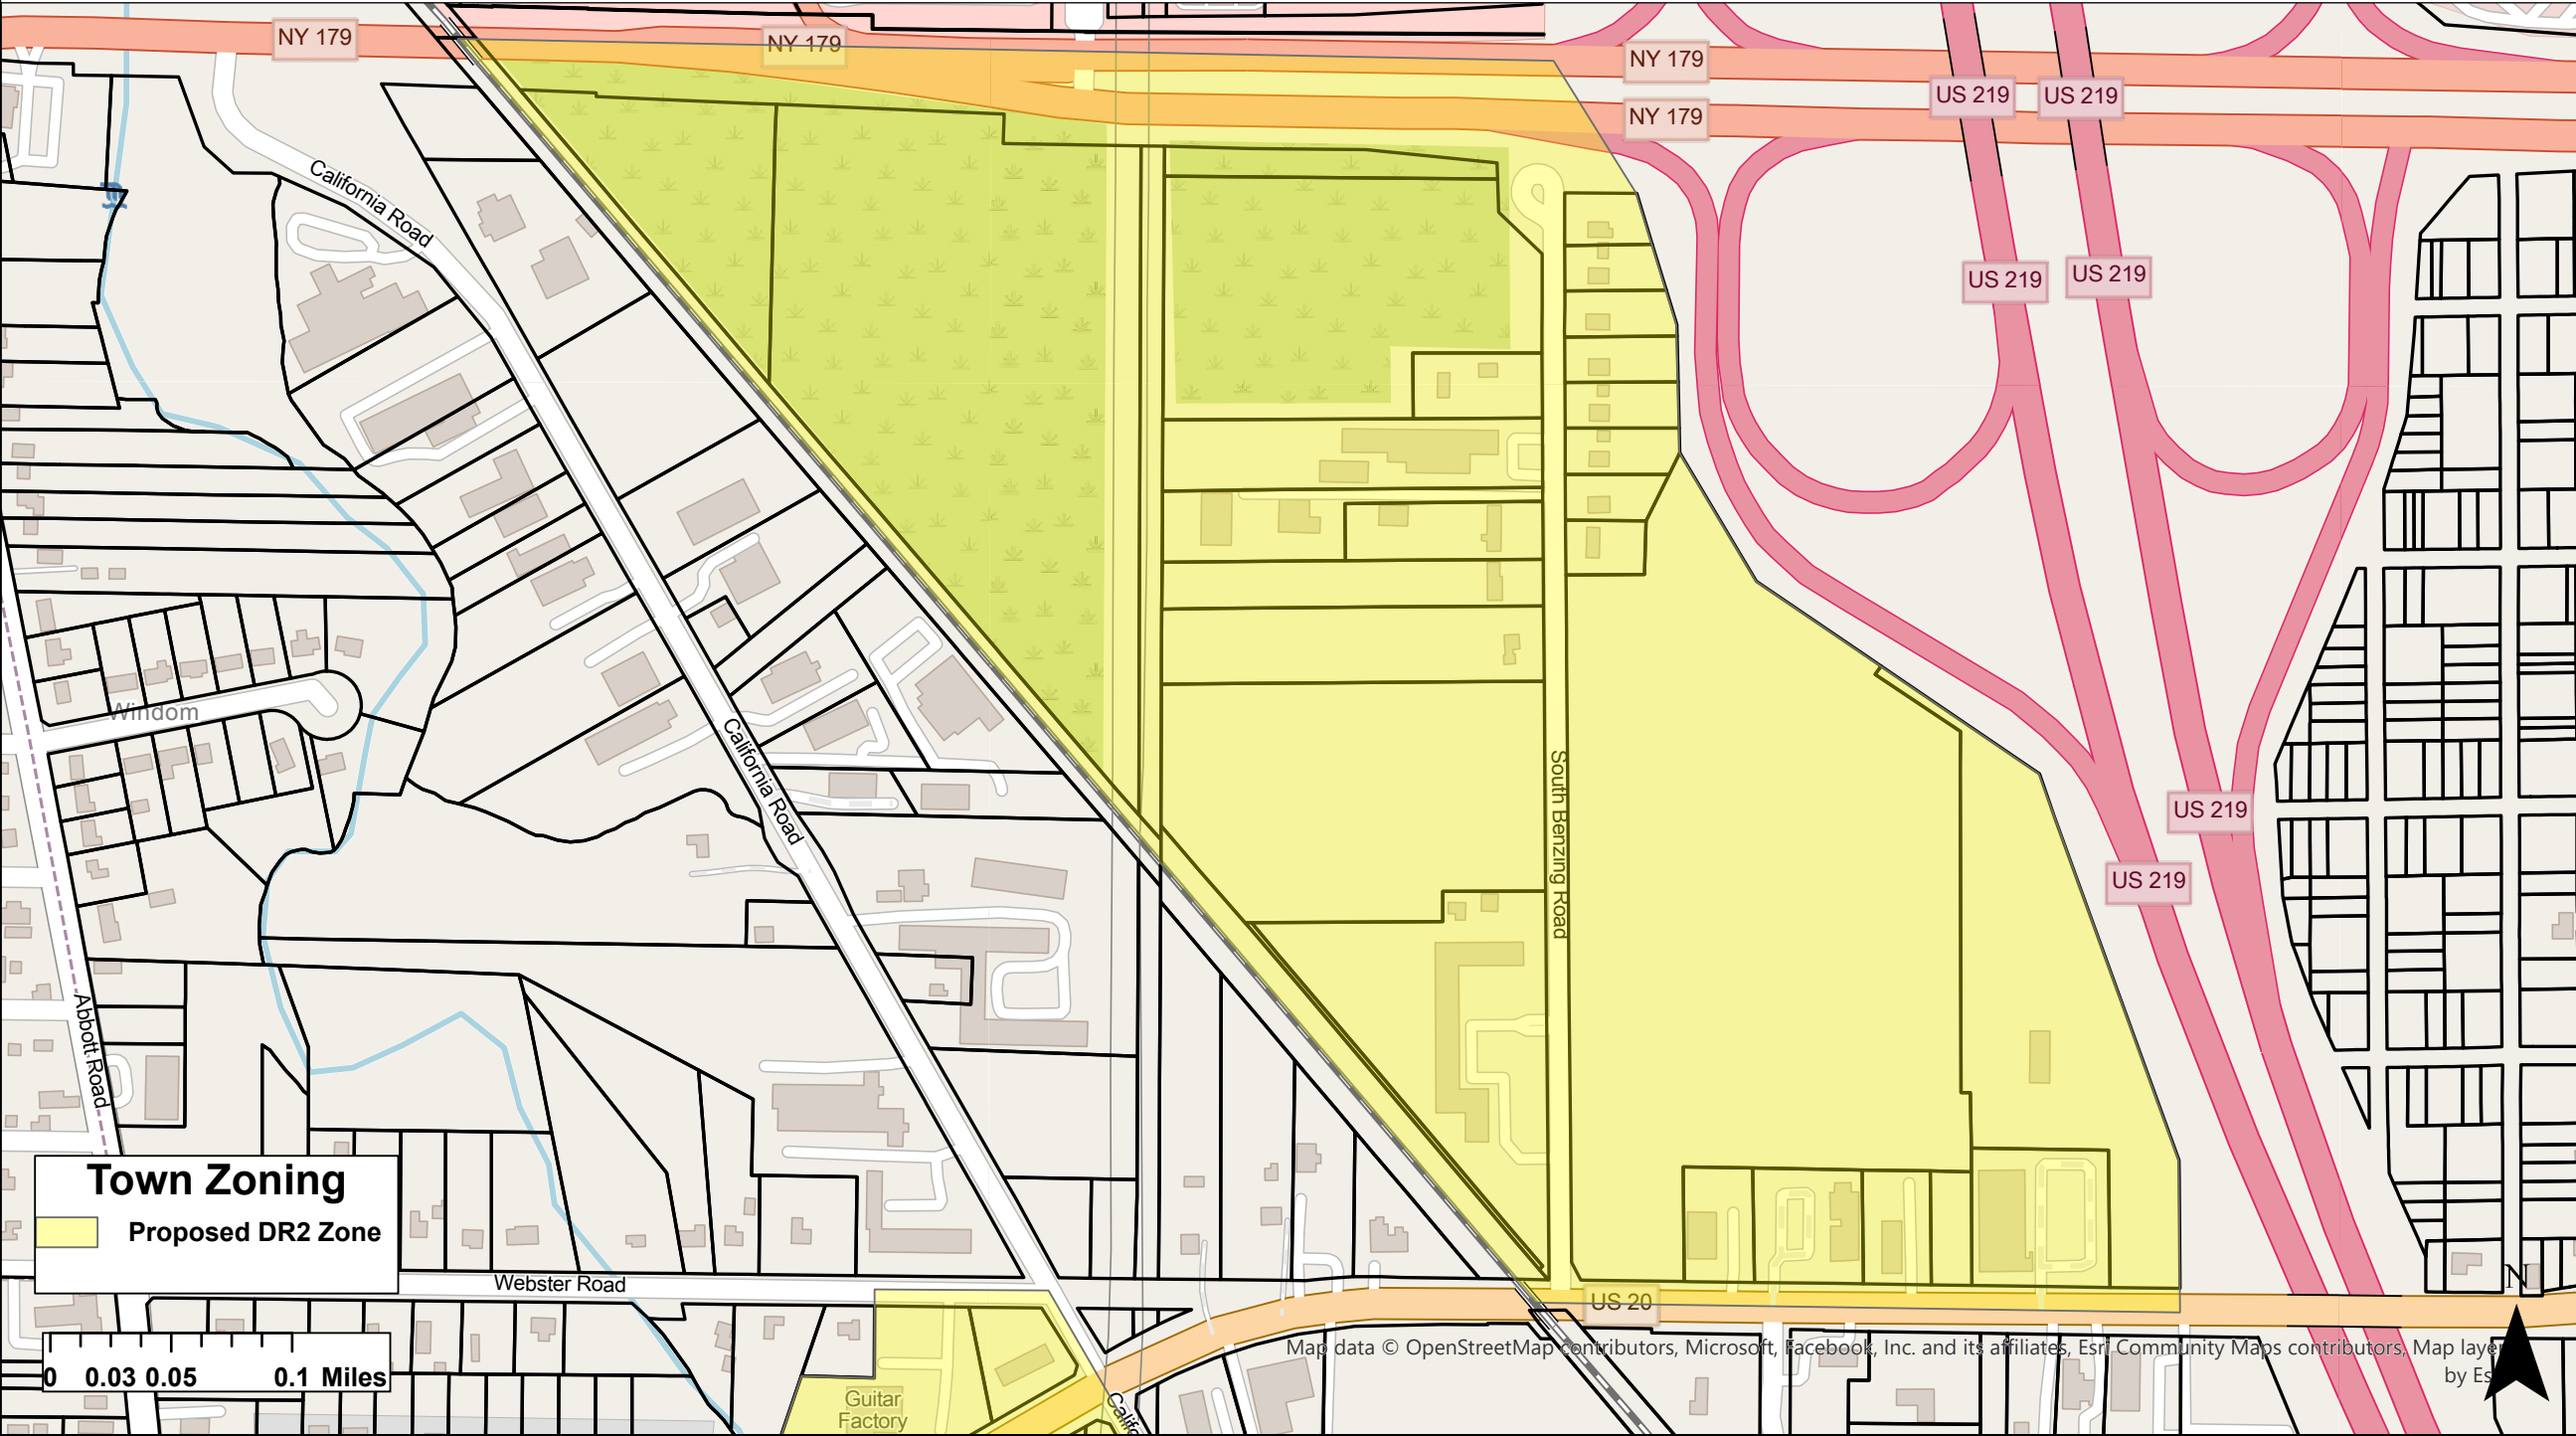 NY 179
NY 179
NY 179
NY 179
US 219
US 219
California Road
US 219
US 219
Windom
California Road
South Benzing Road
US 219
US 219
Abbott Road
Town Zoning
Proposed DR2 Zone
Webster Road
US 20
N
Map data © OpenStreetMap contributors, Microsoft, Facebook, Inc. and its affiliates, Esri Community Maps contributors, Map layer
by Es
0 0.03 0.05 0.1 Miles
Guitar
Factory
Califo